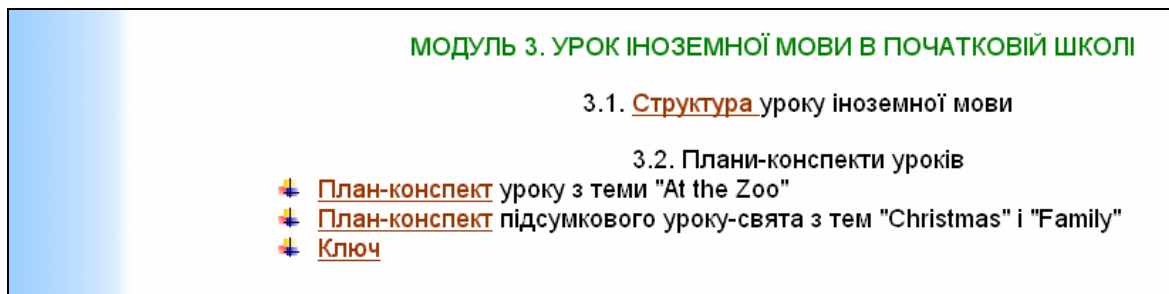 МОДУЛЬ 3. УРОК ІНОЗЕМНОЇ МОВИ В ПОЧАТКОВІЙ ШКОЛІ
3.1. Структура уроку іноземної мови
3.2. Плани-конспекти уроків
План-конспект уроку з теми "At the Zoo"
План-конспект підсумкового уроку-свята з тем "Christmas" і "Family"
Ключ